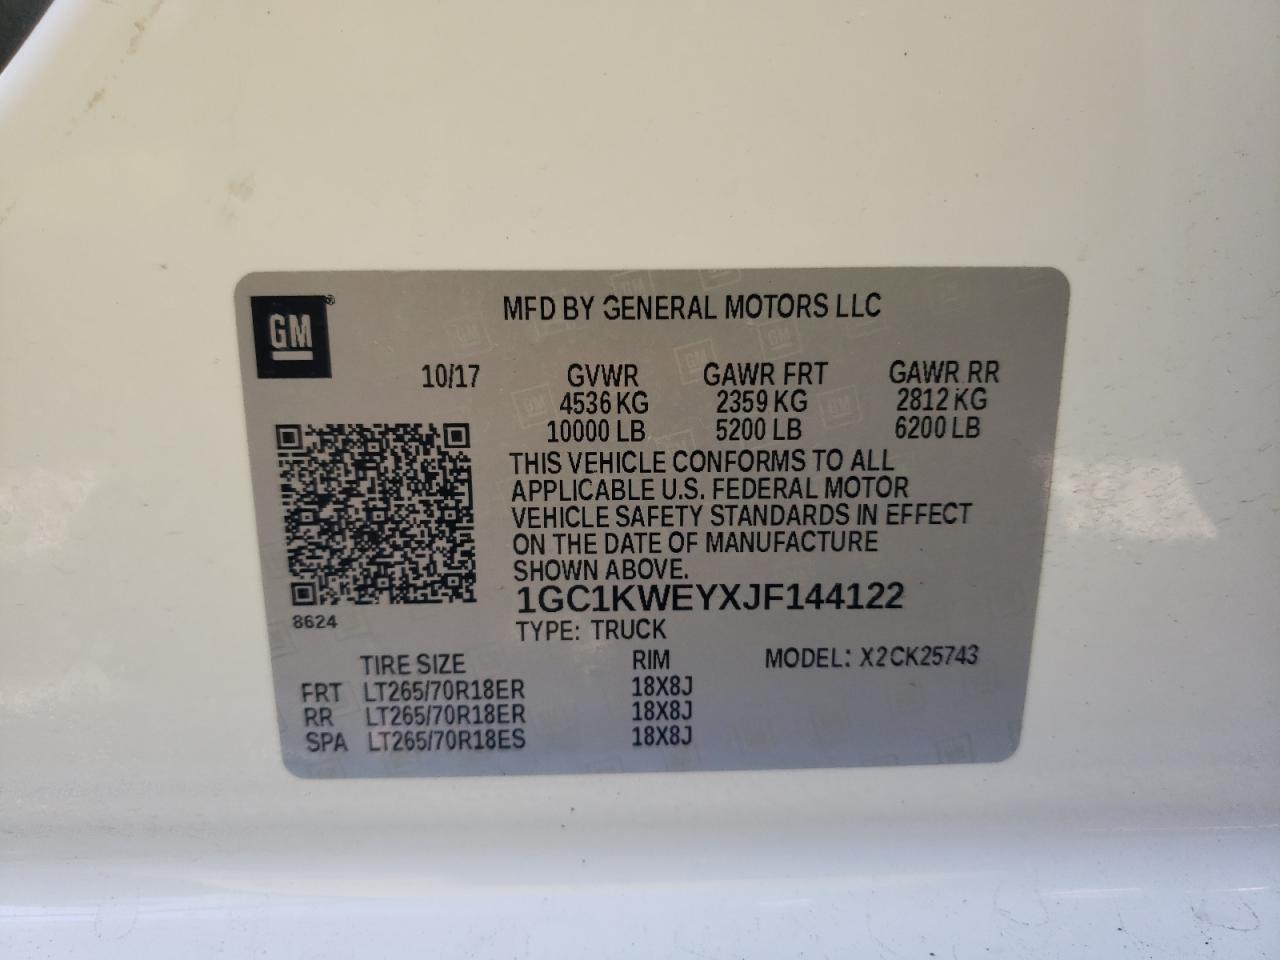 GM®
MFD BY GENERAL MOTORS LLC
10/17 GVWR GAWR FRT GAWR RR
4536 KG 2359 KG 2812 KG
10000 LB 5200 LB 6200 LB
THIS VEHICLE CONFORMS TO ALL
APPLICABLE U.S. FEDERAL MOTOR
VEHICLE SAFETY STANDARDS IN EFFECT
ON THE DATE OF MANUFACTURE
SHOWN ABOVE.
1GC1KWEYXJF144122
8624
TYPE: TRUCK
TIRE SIZE RIM MODEL: X2CK25743
FRT LT265/70R18ER 18X8J
RR LT265/70R18ER 18X8J
SPA LT265/70R18ES 18X8J